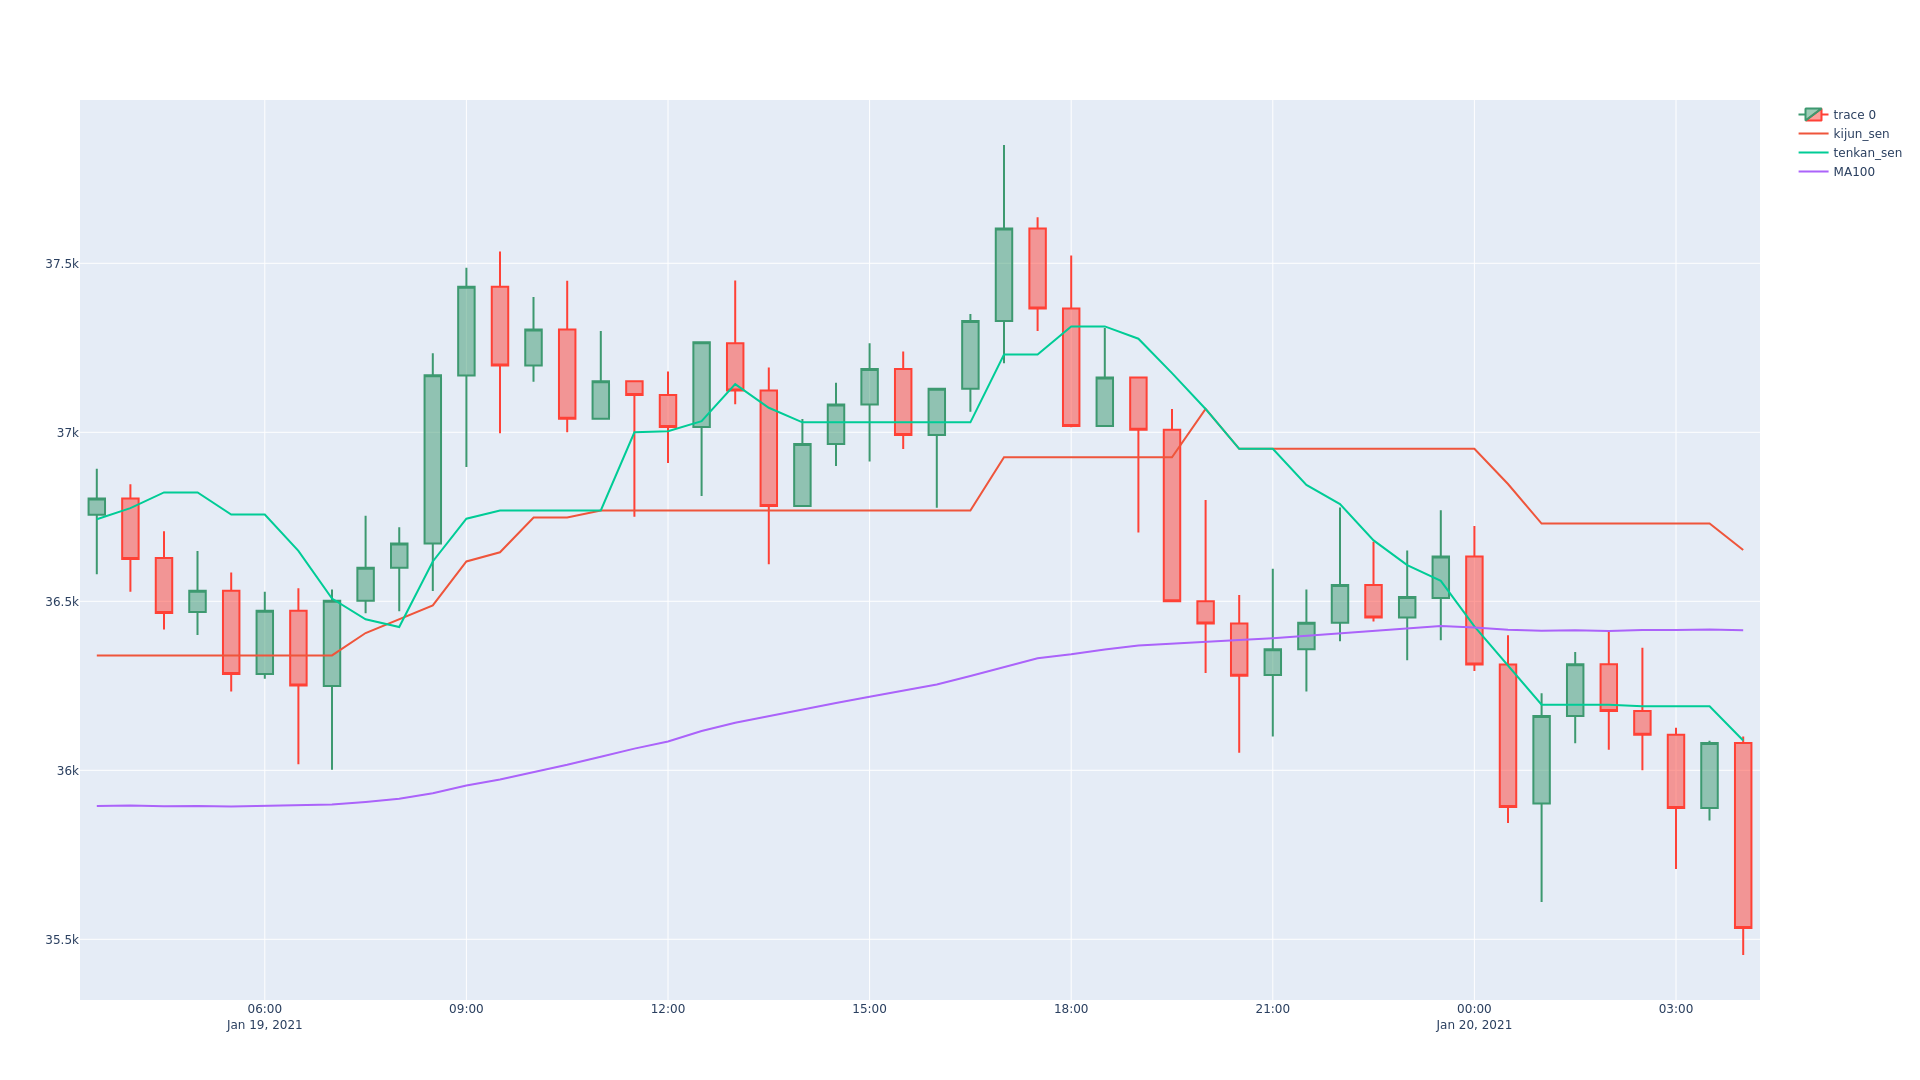 trace 0
kijun_sen
tenkan_sen
MA100
37.5k
37k
36.5k
36k
35.5k
06:00
Jan 19, 2021
09:00
12:00
15:00
18:00
21:00
00:00
Jan 20, 2021
03:00